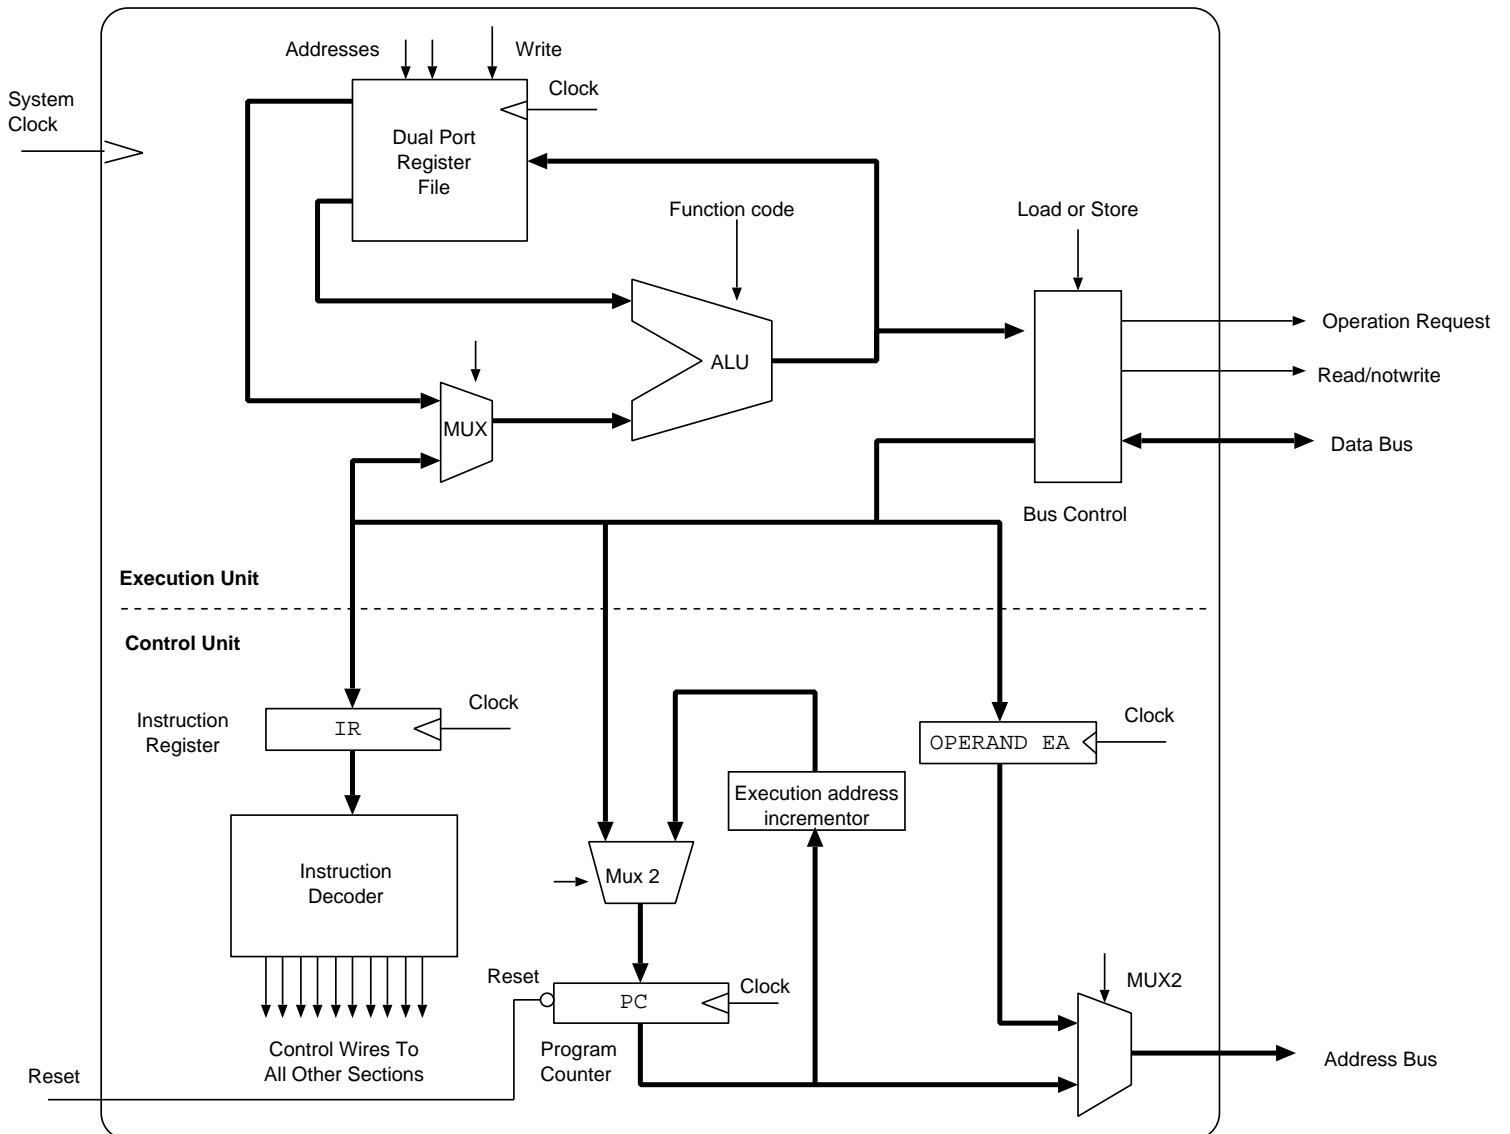 Addresses
Write
System
Clock
Clock
Dual Port
Register
File
Function code
Load or Store
Operation Request
ALU
Read/notwrite
MUX
Data Bus
Bus Control
Execution Unit
Control Unit
Instruction
Register
IR
Clock
Clock
OPERAND EA
Execution address
incrementor
Instruction
Decoder
Mux 2
Reset
PC
Clock
MUX2
Control Wires To
All Other Sections
Program
Counter
Address Bus
Reset